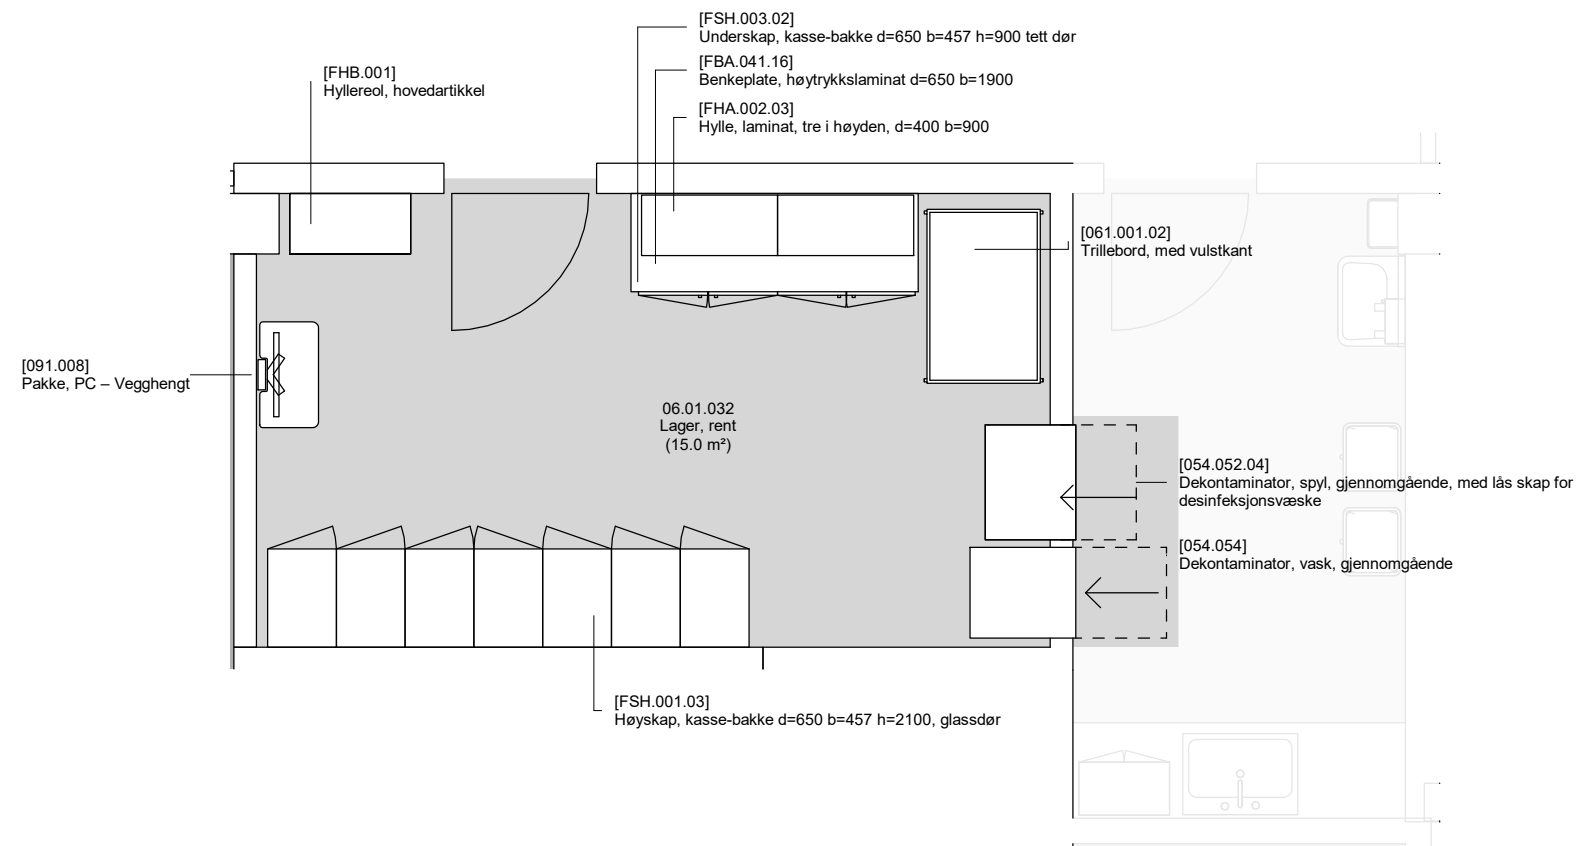 [FSH.003.02]
Underskap, kasse-bakke d=650 b=457 h=900 tett dør
[FBA.041.16]
Benkeplate, høytrykkslaminat d=650 b=1900
[FHB.001]
Hyllereol, hovedartikkel
[FHA.002.03]
Hylle, laminat, tre i høyden, d=400 b=900
[061.001.02]
Trillebord, med vulstkant
[091.008]
Pakke, PC – Vegghengt
06.01.032
Lager, rent
(15.0 m²)
[054.052.04]
Dekontaminator, spyl, gjennomgående, med lås skap for
desinfeksjonsvæske
[054.054]
Dekontaminator, vask, gjennomgående
[FSH.001.03]
Høyskap, kasse-bakke d=650 b=457 h=2100, glassdør